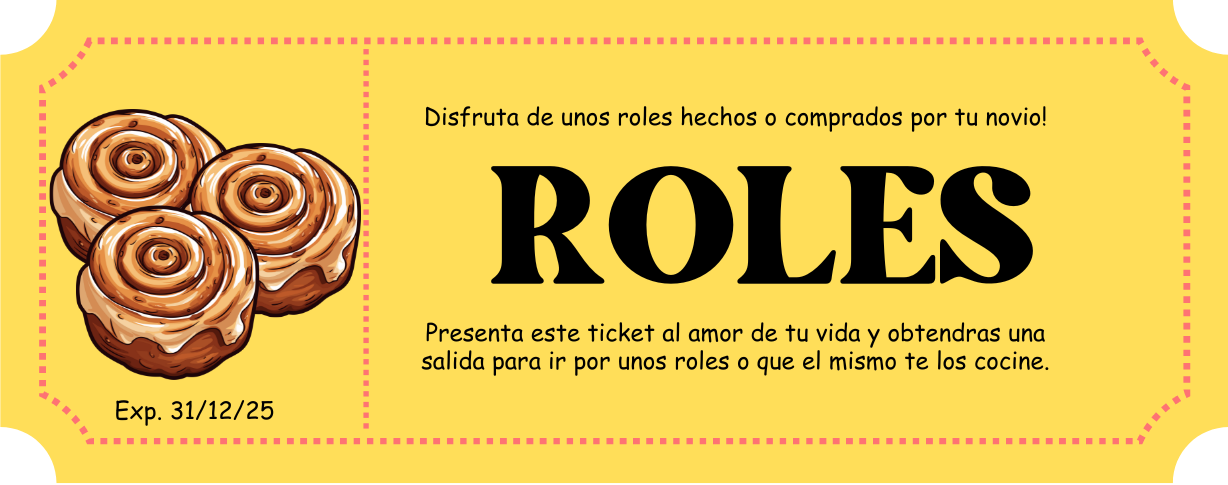 Disfruta de unos roles hechos o comprados por tu novio!
ROLES
Presenta este ticket al amor de tu vida y obtendras una
salida para ir por unos roles o que el mismo te los cocine.
Exp. 31/12/25